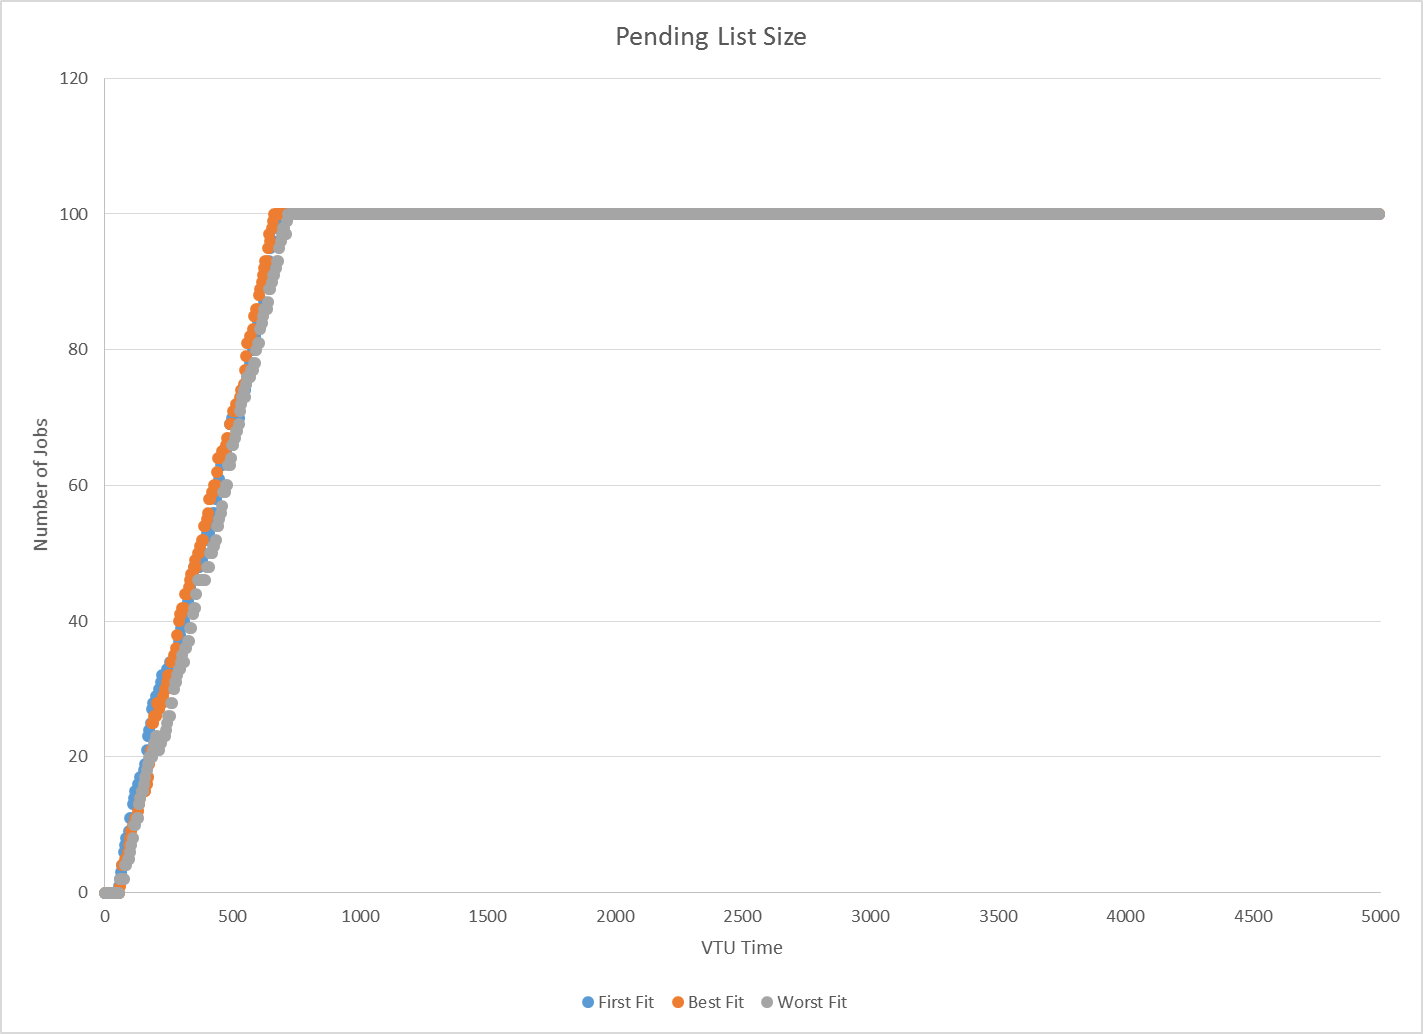 Pending List Size
120
100
80
60
40
20
0
Number of Jobs
0 500 1000 1500 2000 2500 3000 3500 4000 4500 5000
VTU Time
First Fit Best Fit Worst Fit